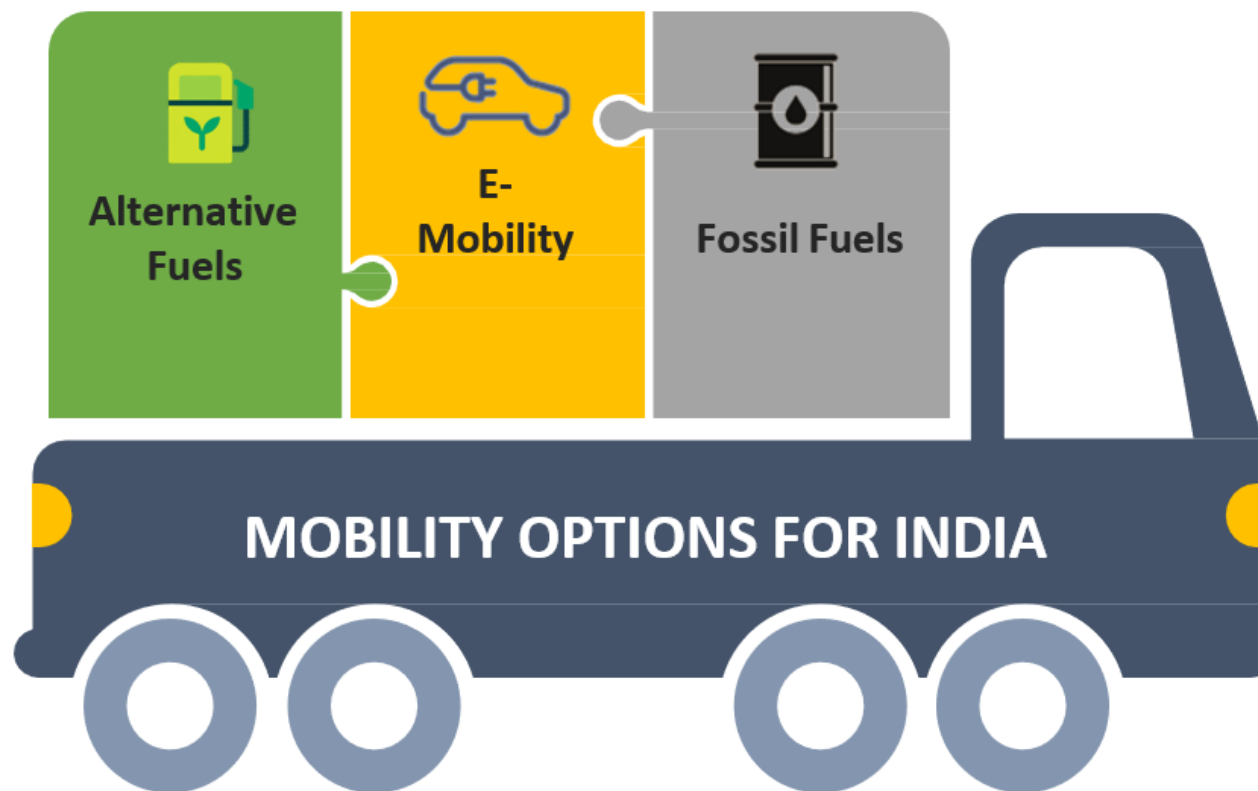 Alternative
Fuels
E-
Mobility
Fossil Fuels
MOBILITY OPTIONS FOR INDIA